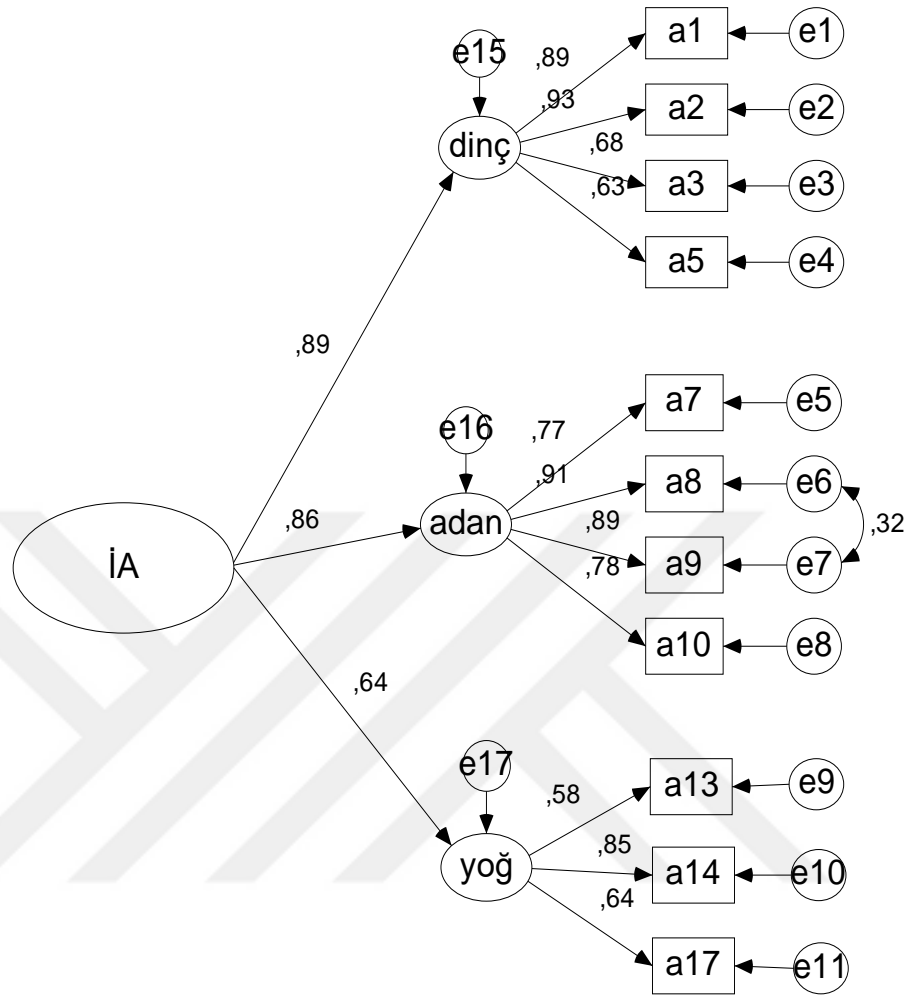 a1
e1
e15
,89
,93
a2
e2
dinç
,68
a3
e3
,63
a5
e4
,89
a7
e5
e16
,77
,91
a8
e6
,86
adan
,89
,32
İA
,78
a9
e7
a10
e8
,64
e17
,58
a13
e9
,85
yoğ
a14
e10
,64
a17
e11